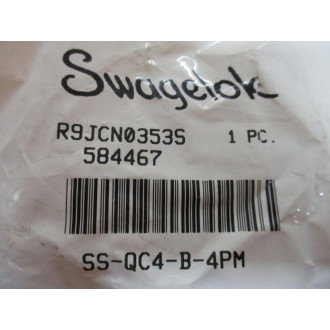 Swagelok
R9JCN0353S 1 PC.
584467
SS-QC4-B-4PM